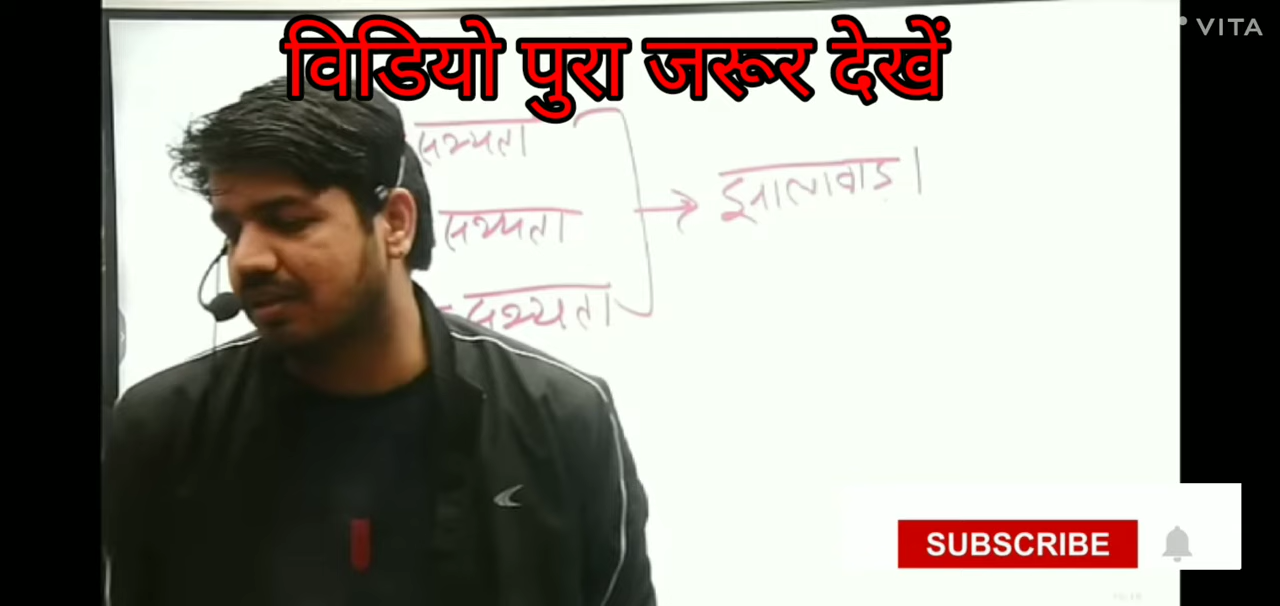 VITA
विडियो पुरा जरूर देखें
सभ्यता
सभ्यता
सभ्यता
झालावाड़ |
SUBSCRIBE